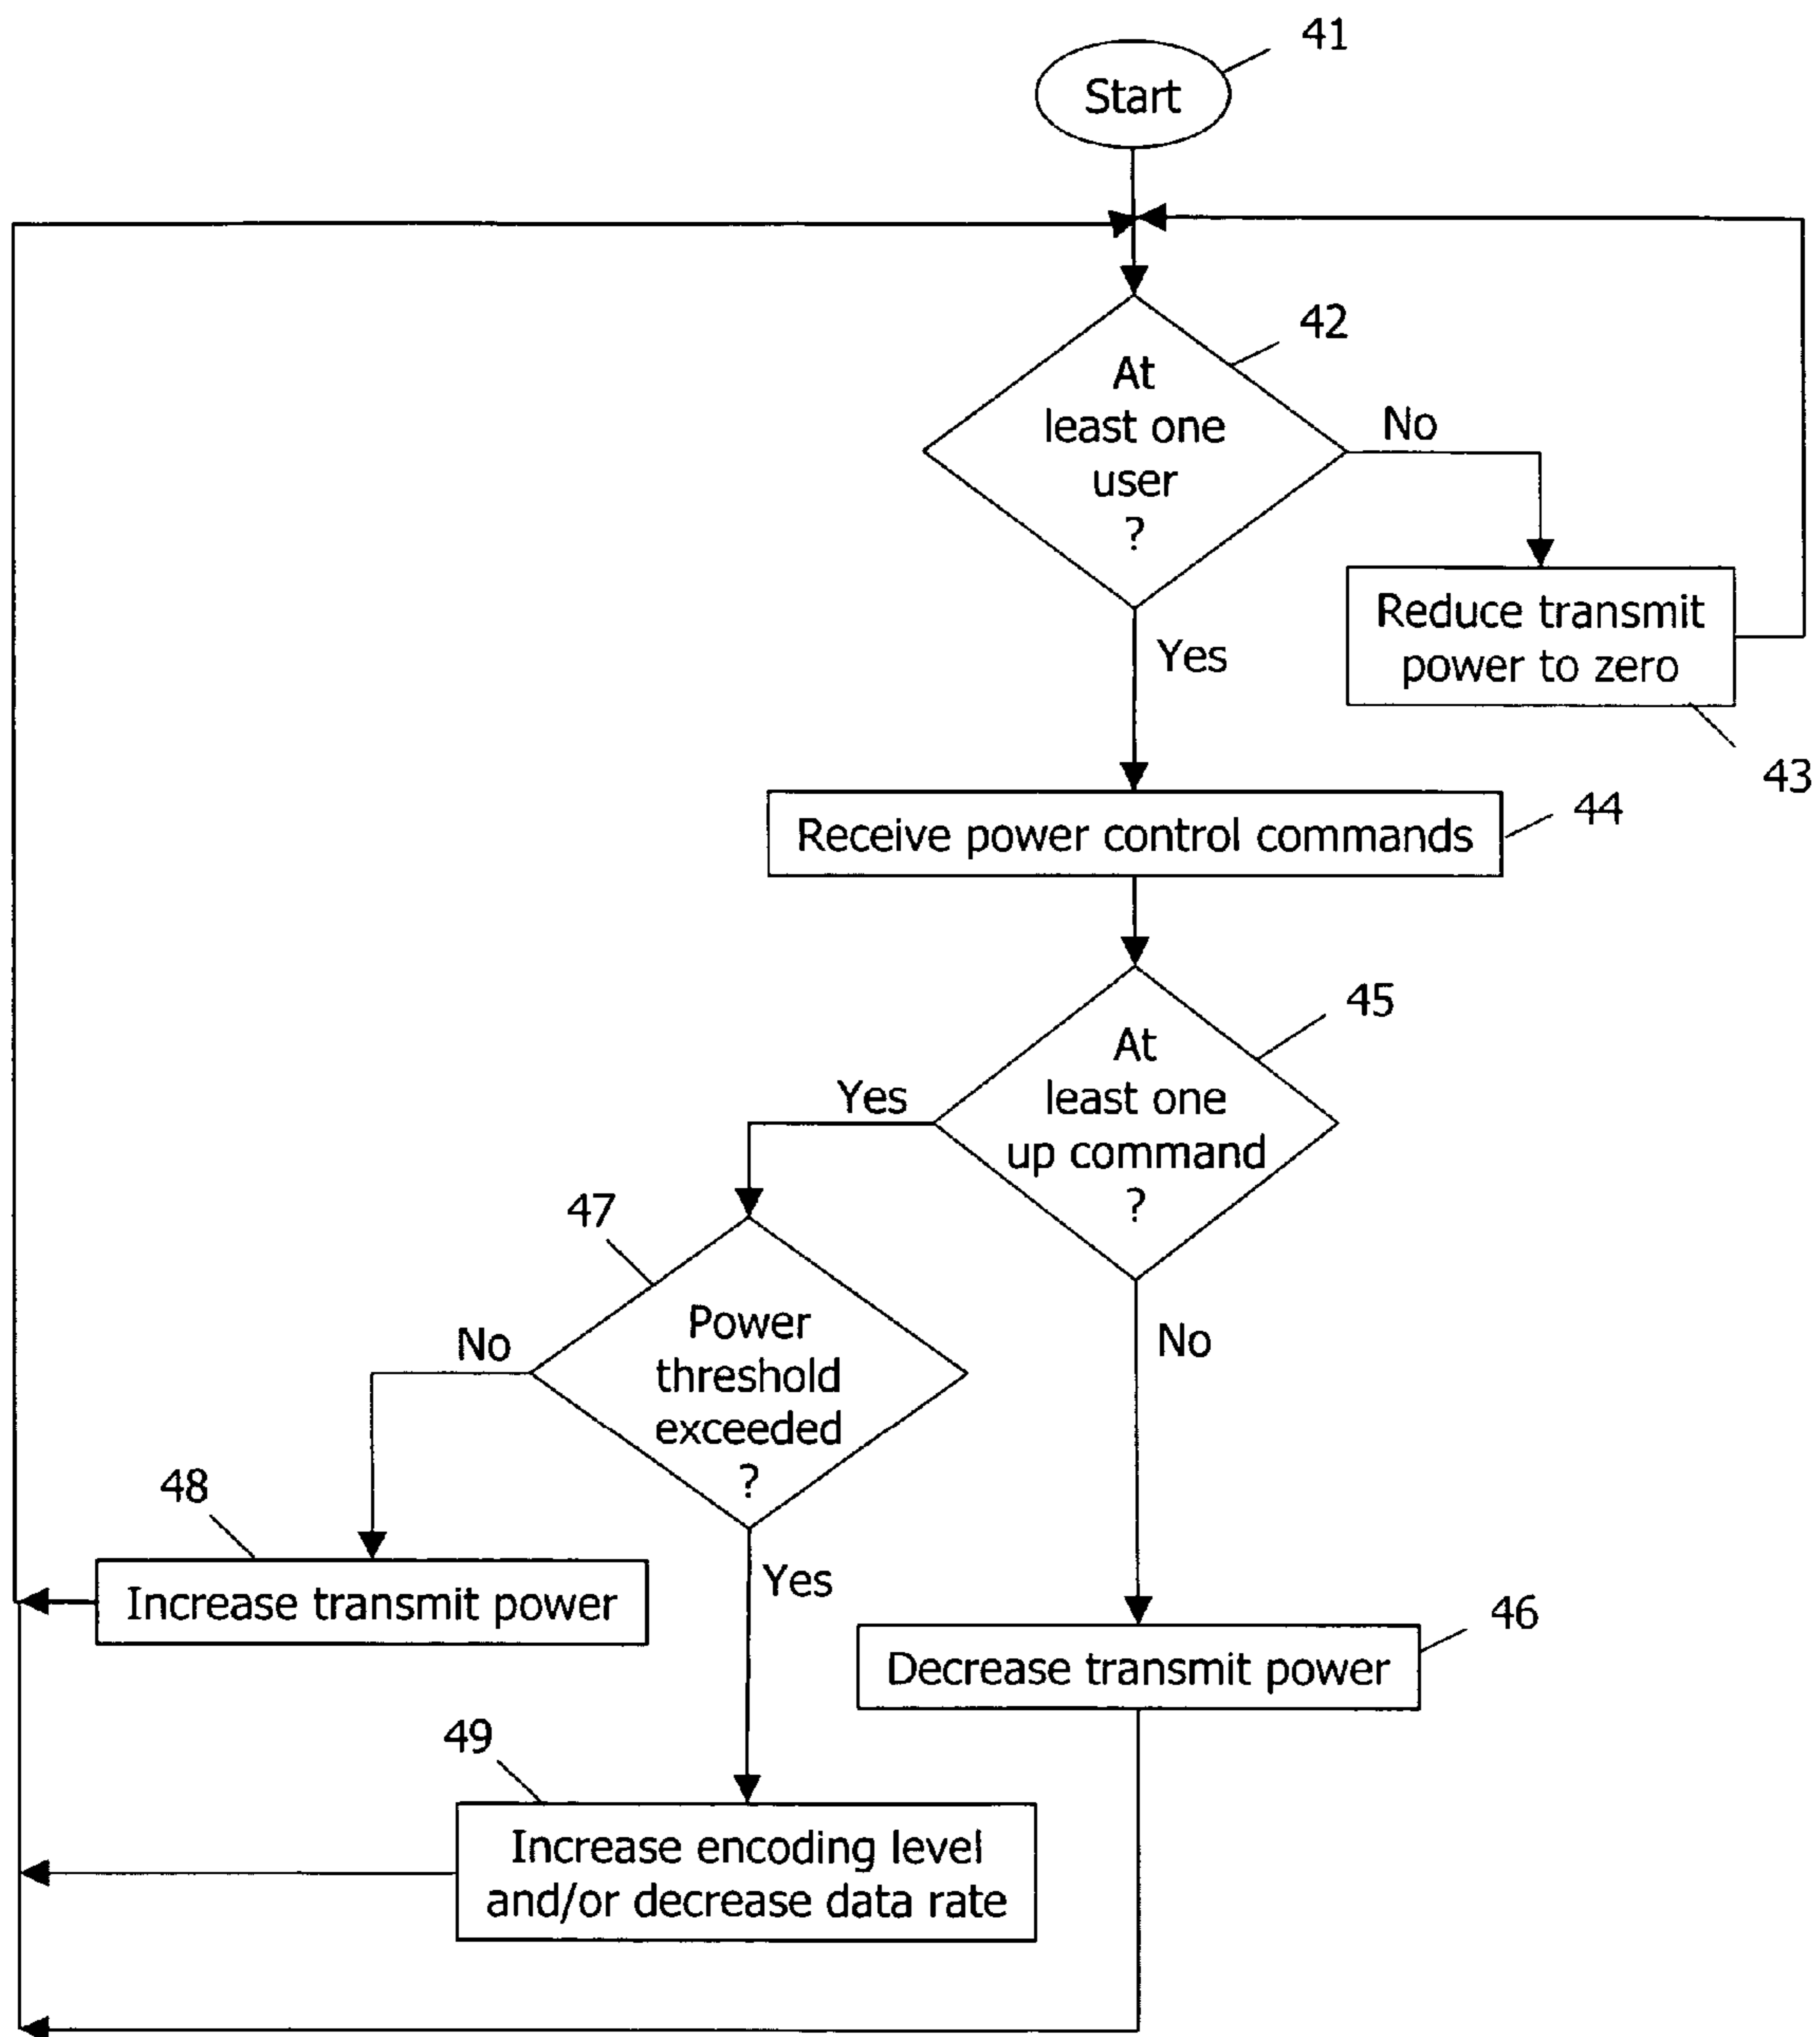 41
Start
42
At
least one
user
?
No
Reduce transmit
power to zero
43
Yes
Receive power control commands
44
45
At
least one
up command
?
Yes
47
Power
threshold
exceeded
?
No
No
48
Increase transmit power
Yes
46
Decrease transmit power
49
Increase encoding level
and/or decrease data rate